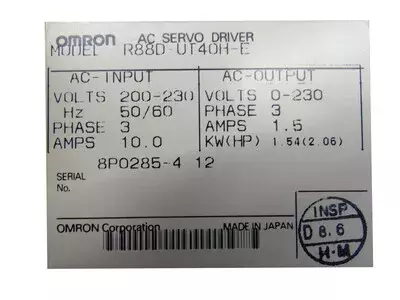 OMRON AC SERVO DRIVER
MODEL R88D-UT40H-E
AC-INPUT
VOLTS 200-230
Hz 50/60
PHASE 3
AMPS 10.0
AC-OUTPUT
VOLTS 0-230
PHASE 3
AMPS 1.5
KW(HP) 1.54(2.06)
8P0285-4 12
SERIAL
No.
OMRON Corporation
MADE IN JAPAN
INSP
D 8. 6
H·M